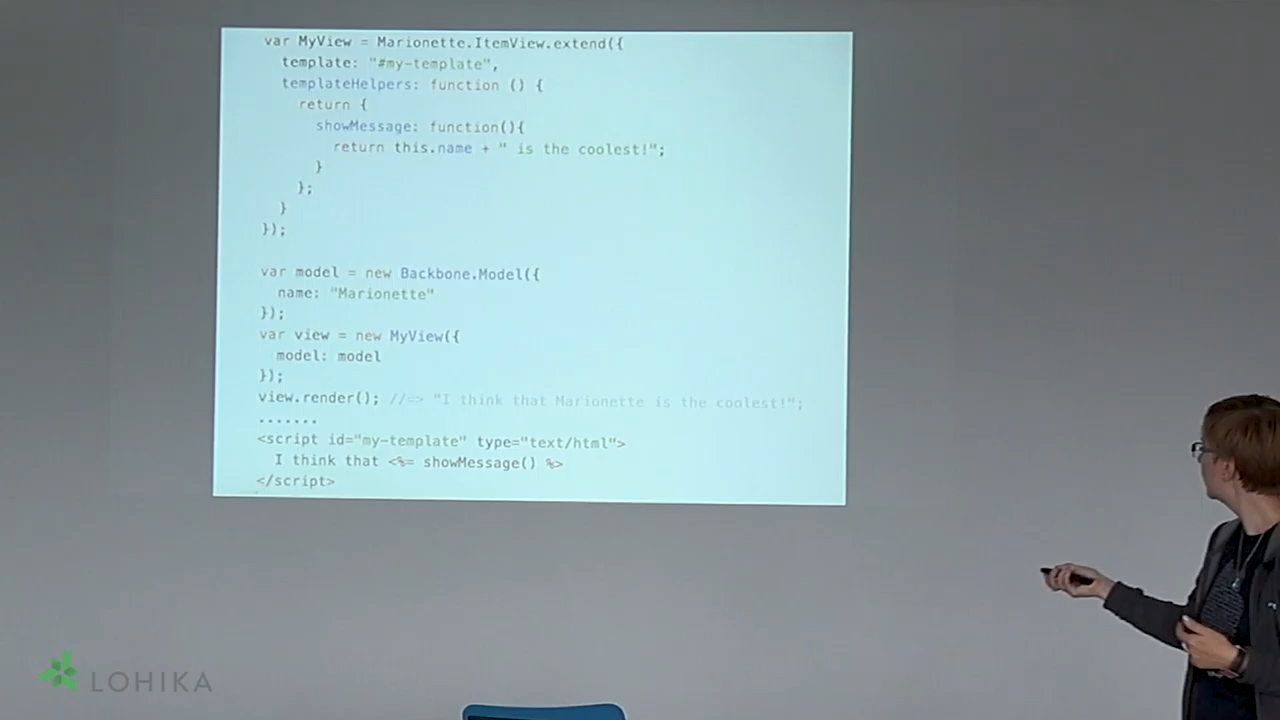 var MyView = Marionette.ItemView.extend({
template: "#my-template",
templateHelpers: function () {
return {
showMessage: function(){
return this.name + " is the coolest!";
}
};
}
});
var model = new Backbone.Model({
name: "Marionette"
});
var view = new MyView({
model: model
});
view.render(); //=> "I think that Marionette is the coolest!";
.......
<script id="my-template" type="text/html">
I think that <%= showMessage() %>
</script>
LOHIKA